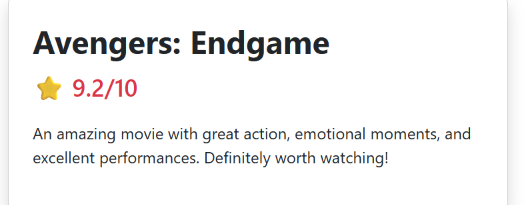 Avengers: Endgame
⭐ 9.2/10
An amazing movie with great action, emotional moments, and
excellent performances. Definitely worth watching!